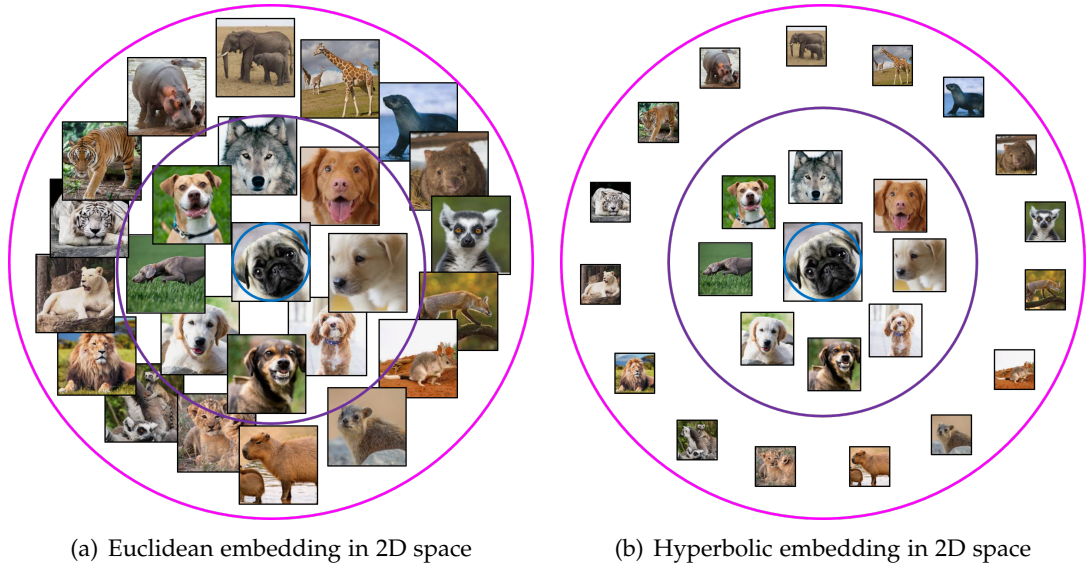 (a) Euclidean embedding in 2D space
(b) Hyperbolic embedding in 2D space